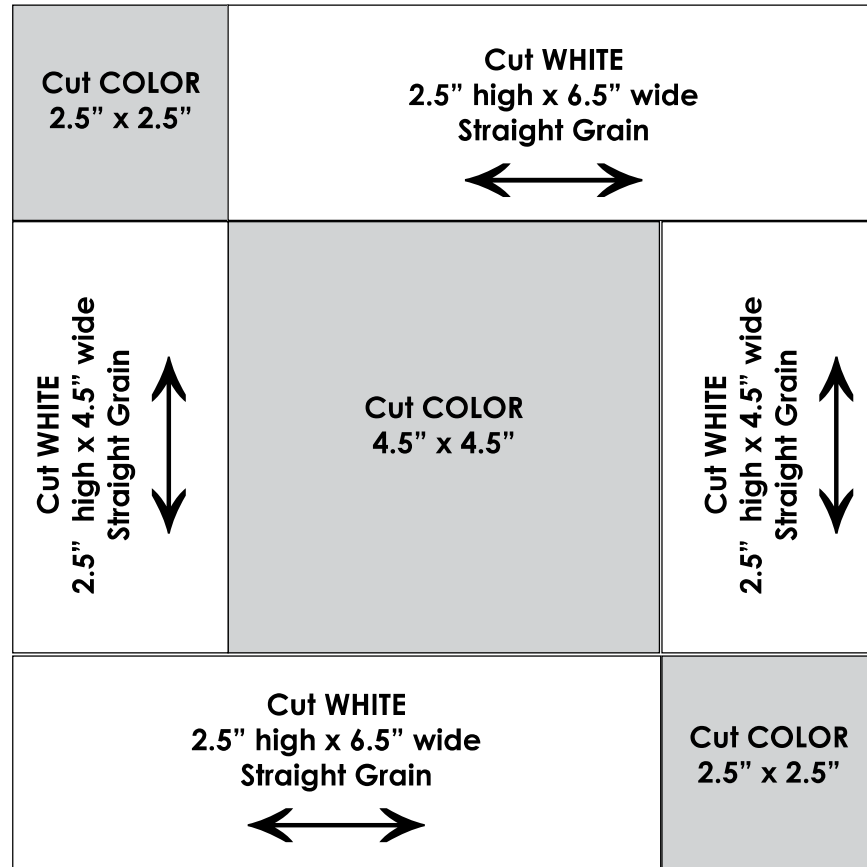 Cut COLOR
2.5” x 2.5”
Cut WHITE
2.5” high x 6.5” wide
Straight Grain
Cut WHITE
2.5”  high x 4.5” wide
Straight Grain
Cut COLOR
4.5” x 4.5”
Cut WHITE
2.5”  high x 4.5” wide
Straight Grain
Cut WHITE
2.5” high x 6.5” wide
Straight Grain
Cut COLOR
2.5” x 2.5”